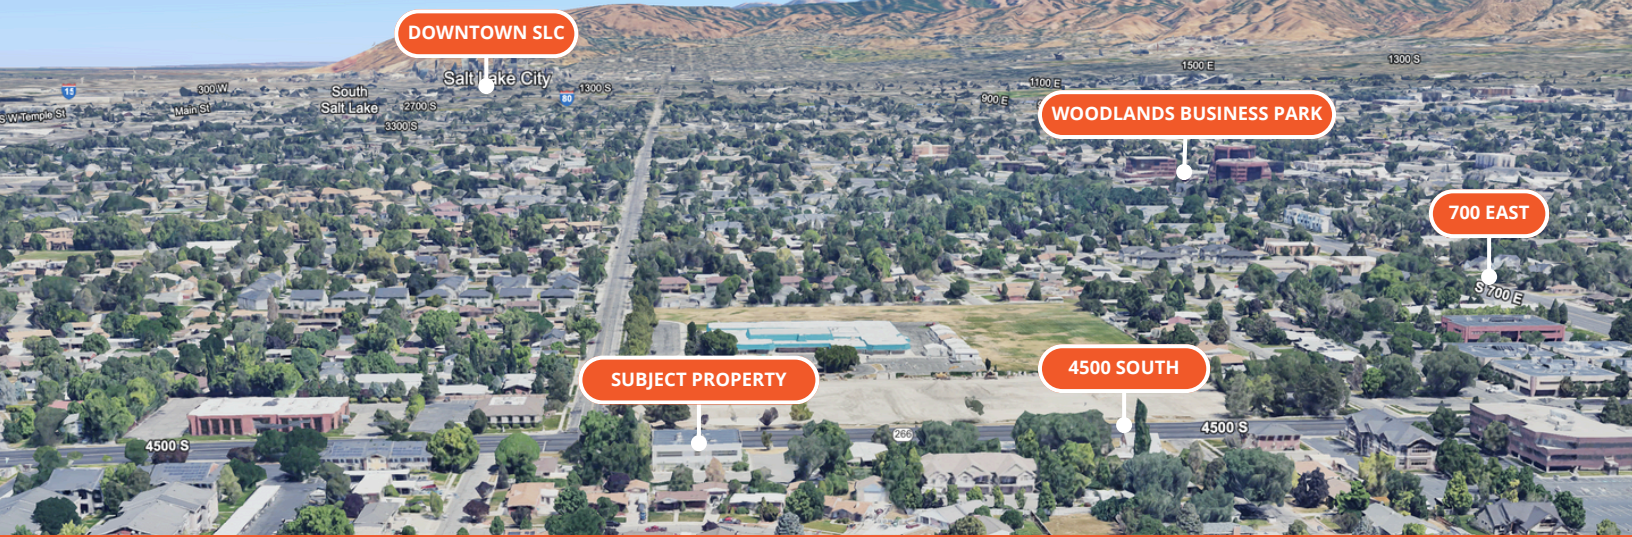 DOWNTOWN SLC
Salt Lake City
15
300 W
Main St
S W Temple St
South
Salt Lake
2700 S
3300 S
80
1300 S
1100 E
900 E
1500 E
1300 S
WOODLANDS BUSINESS PARK
700 EAST
S 700 E
SUBJECT PROPERTY
4500 SOUTH
4500 S
266
4500 S